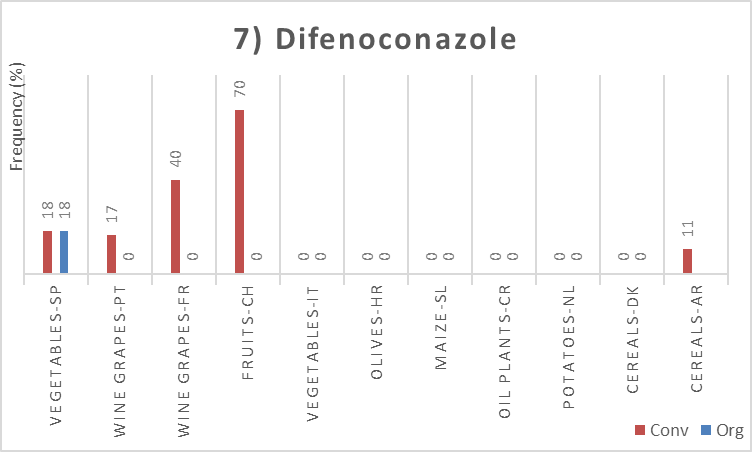 7) Difenoconazole
Frequency (%)
18
18
17
0
40
0
70
0
0
0
0
0
0
0
0
0
0
0
0
0
11
VEGETABLES-SP
WINE GRAPES-PT
WINE GRAPES-FR
FRUITS-CH
VEGETABLES-IT
OLIVES-HR
MAIZE-SL
OIL PLANTS-CR
POTATOES-NL
CEREALS-DK
CEREALS-AR
Conv
Org